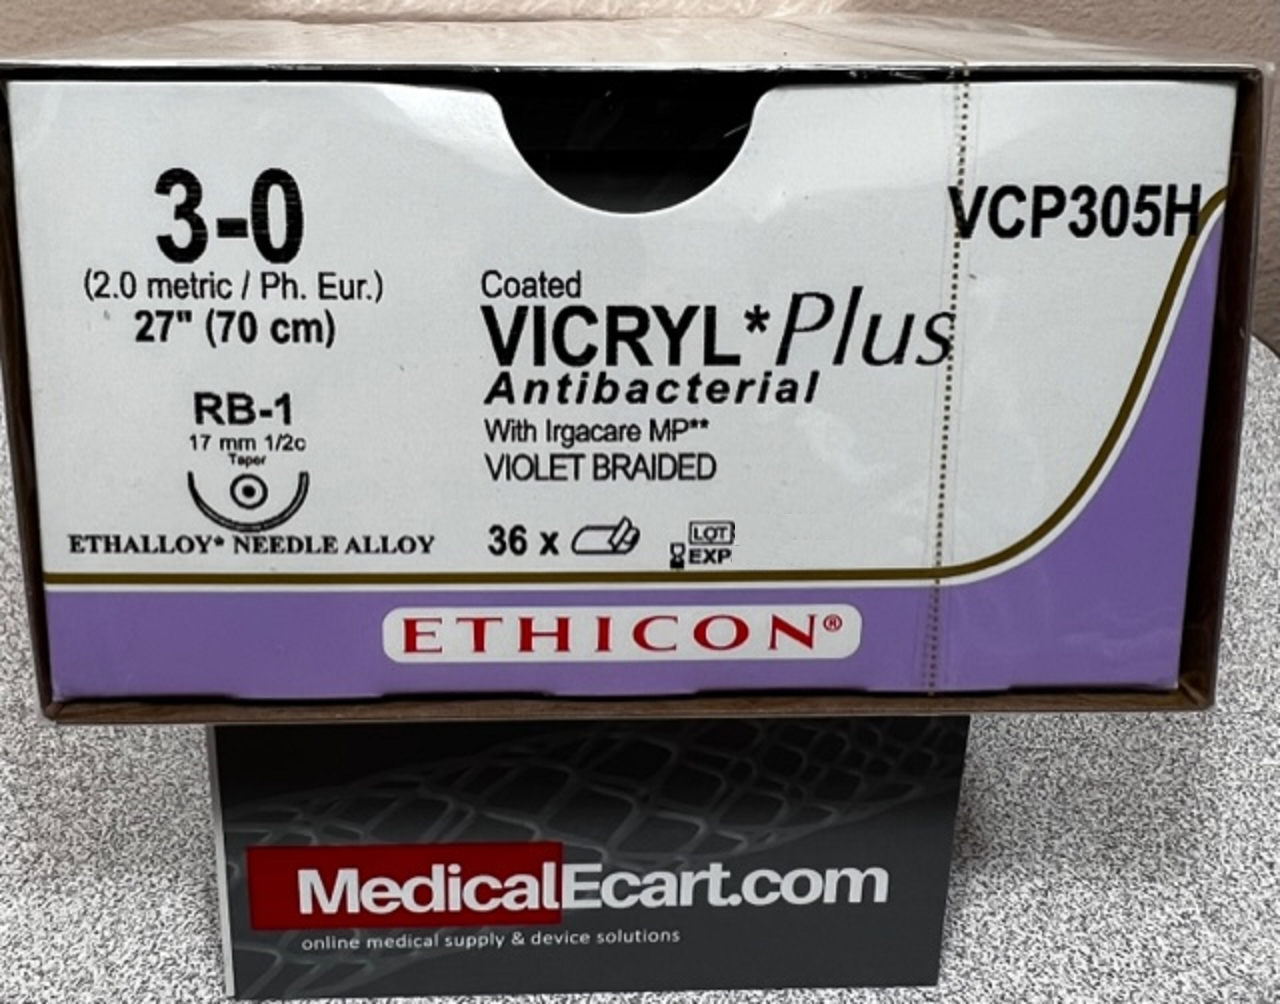 3-0
(2.0 metric / Ph. Eur.)
27" (70 cm)
RB-1
17 mm 1/2c
Taper
ETHALLOY* NEEDLE ALLOY
VCP305H
Coated
VICRYL*Plus
Antibacterial
With Irgacare MP**
VIOLET BRAIDED
36 x
LOT
EXP
ETHICON®
MedicalEcart.com
online medical supply & device solutions